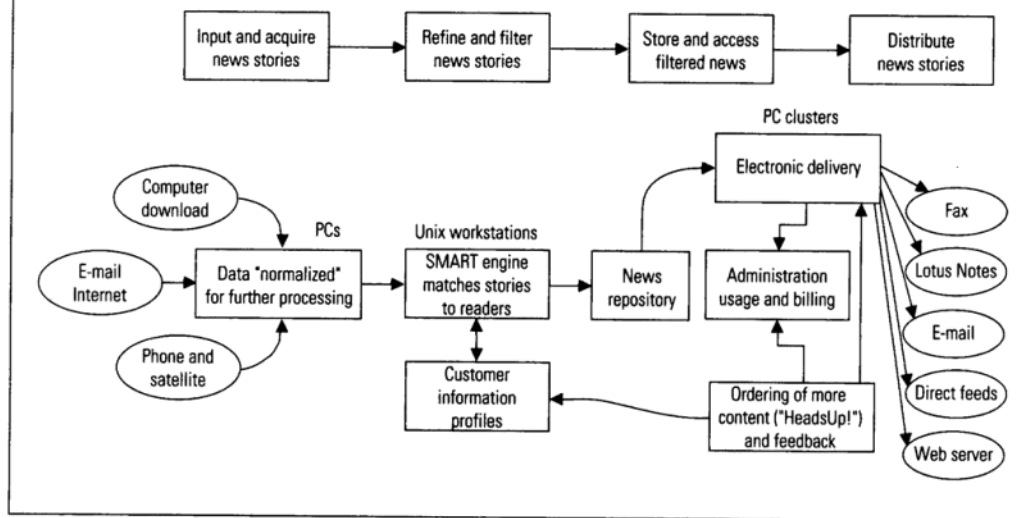 Input and acquire
news stories
Refine and filter
news stories
Store and access
filtered news
Distribute
news stories
PC clusters
Electronic delivery
Computer
download
PCs
Unix workstations
Fax
E-mail
Internet
Data "normalized"
for further processing
SMART engine
matches stories
to readers
News
repository
Administration
usage and billing
Lotus Notes
E-mail
Phone and
satellite
Customer
information
profiles
Ordering of more
content ("HeadsUp!")
and feedback
Direct feeds
Web server